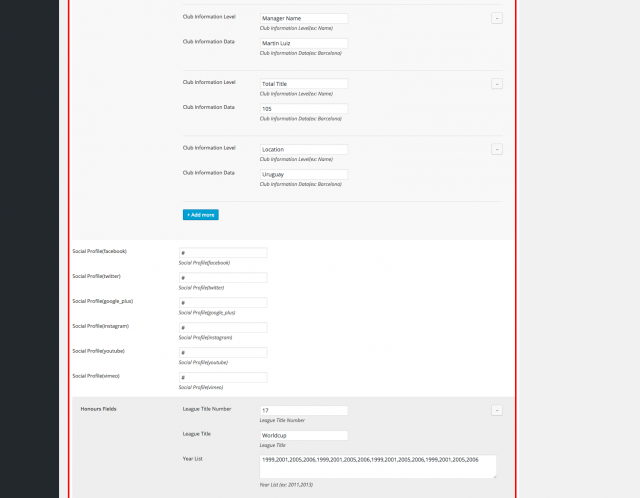 Club Information Level Manager Name -
Club Information Level(ex: Name)
Club Information Data Martin Luiz
Club Information Data(ex: Barcelona)
Club Information Level Total Title -
Club Information Level(ex: Name)
Club Information Data 105
Club Information Data(ex: Barcelona)
Club Information Level Location -
Club Information Level(ex: Name)
Club Information Data Uruguay
Club Information Data(ex: Barcelona)
+ Add more
Social Profile(facebook) #
Social Profile(facebook)
Social Profile(twitter) #
Social Profile(twitter)
Social Profile(google_plus) #
Social Profile(google_plus)
Social Profile(instagram) #
Social Profile(instagram)
Social Profile(youtube) #
Social Profile(youtube)
Social Profile(vimeo) #
Social Profile(vimeo)
Honours Fields League Title Number 17 -
League Title Number
League Title Worldcup
League Title
Year List 1999,2001,2005,2006,1999,2001,2005,2006,1999,2001,2005,2006,1999,2001,2005,2006
Year List (ex: 2011,2013)